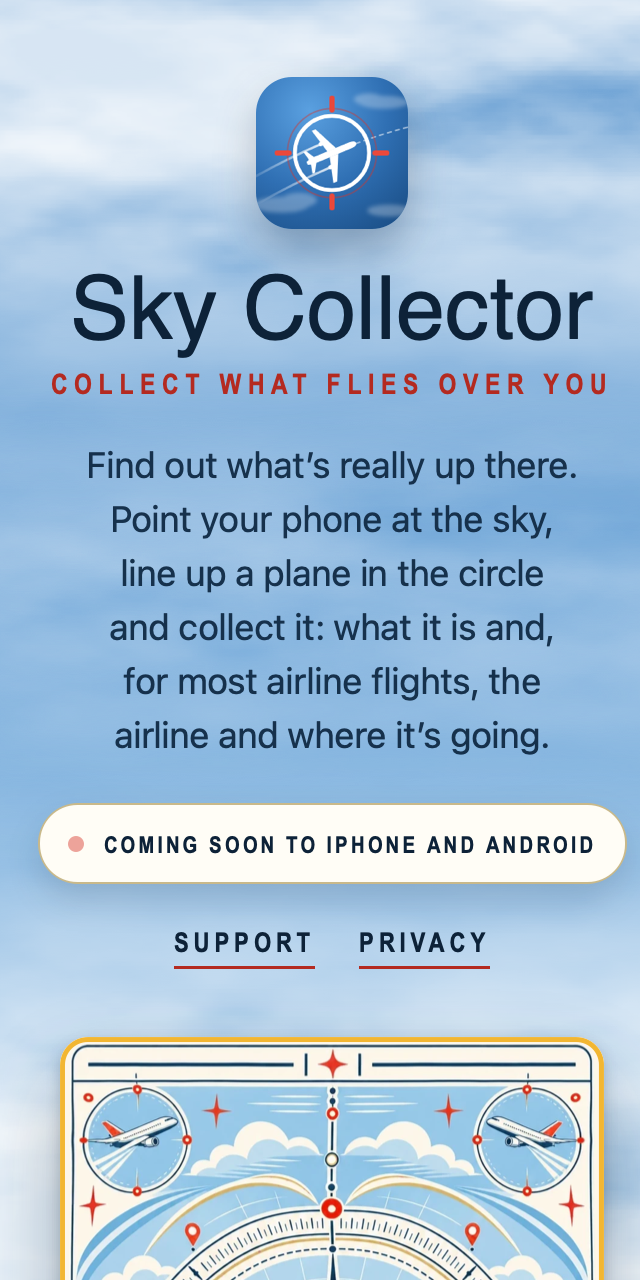 Sky Collector
COLLECT WHAT FLIES OVER YOU
Find out what’s really up there.
Point your phone at the sky,
line up a plane in the circle
and collect it: what it is and,
for most airline flights, the
airline and where it’s going.
COMING SOON TO IPHONE AND ANDROID
SUPPORT PRIVACY